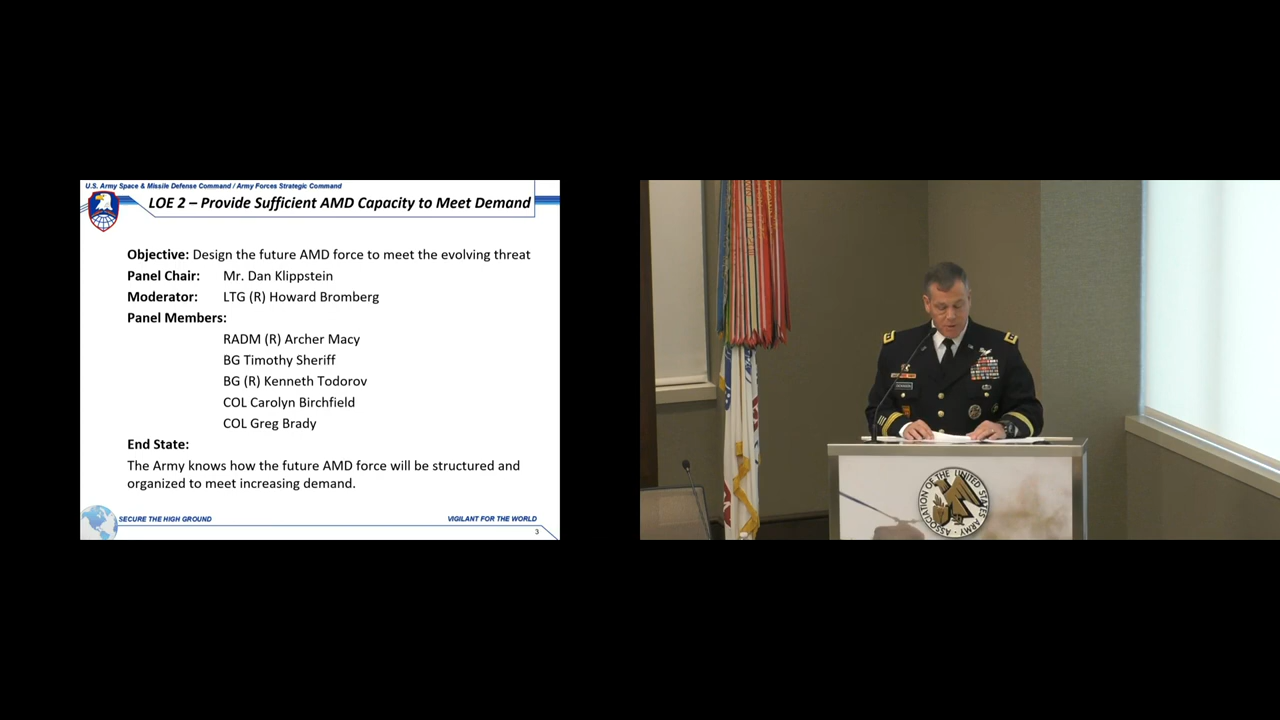 U.S. Army Space & Missile Defense Command / Army Forces Strategic Command
LOE 2 – Provide Sufficient AMD Capacity to Meet Demand
Objective: Design the future AMD force to meet the evolving threat
Panel Chair: Mr. Dan Klippstein
Moderator: LTG (R) Howard Bromberg
Panel Members:
RADM (R) Archer Macy
BG Timothy Sheriff
BG (R) Kenneth Todorov
COL Carolyn Birchfield
COL Greg Brady
End State:
The Army knows how the future AMD force will be structured and
organized to meet increasing demand.
SECURE THE HIGH GROUND
VIGILANT FOR THE WORLD
3
ASSOCIATION OF THE UNITED STATES ARMY